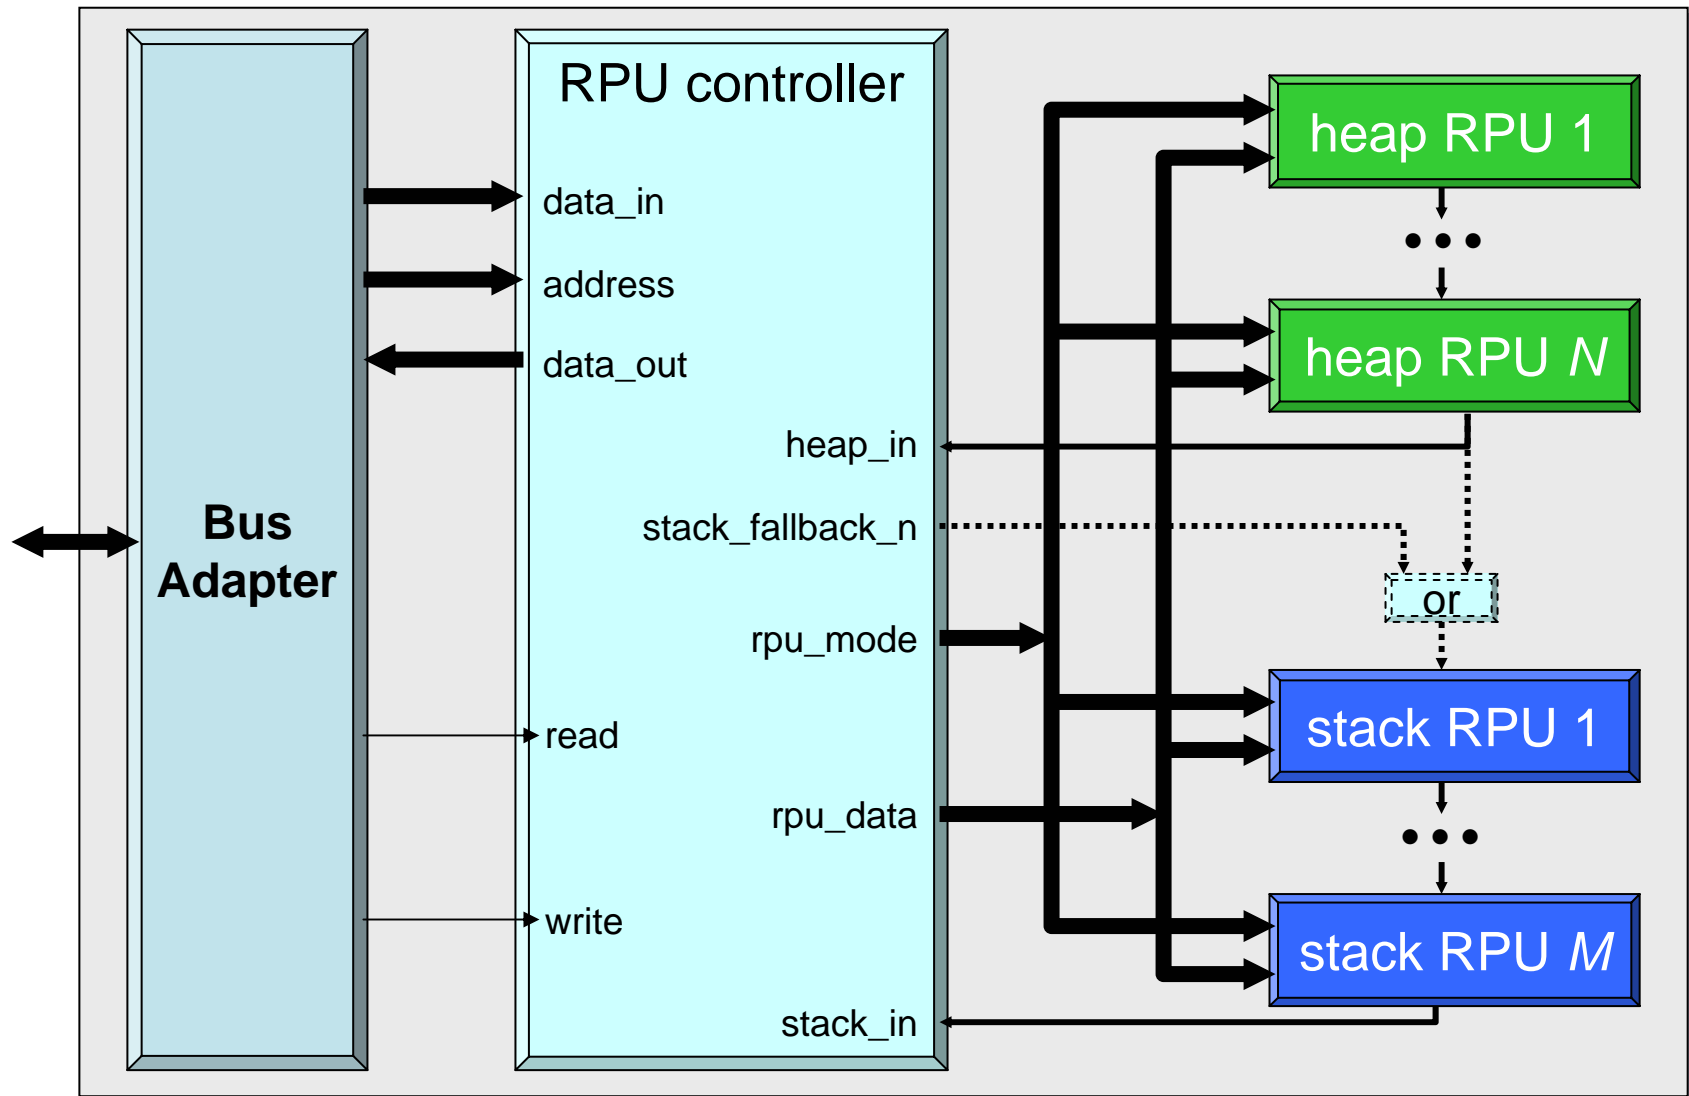 Bus
Adapter
RPU controller
data_in
address
data_out
heap_in
stack_fallback_n
rpu_mode
read
rpu_data
write
stack_in
heap RPU 1
•••
heap RPU N
or
stack RPU 1
•••
stack RPU M